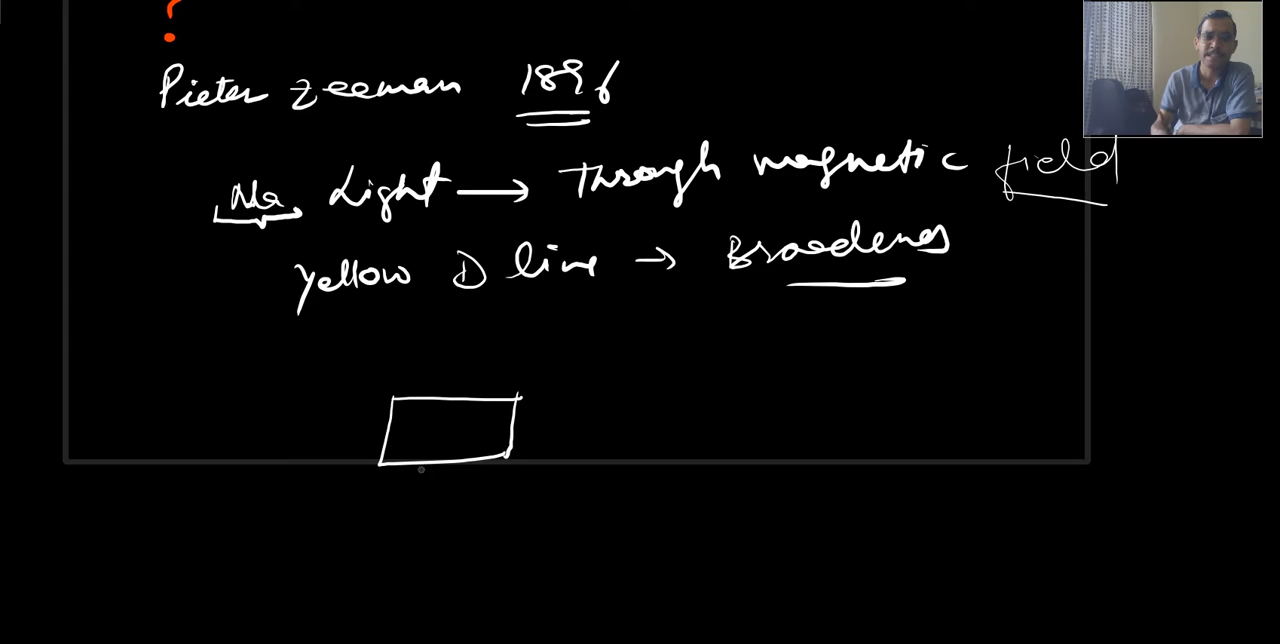 ?
Pieter Zeeman 1896
Na Light → Through magnetic field
Yellow D line → Broadens